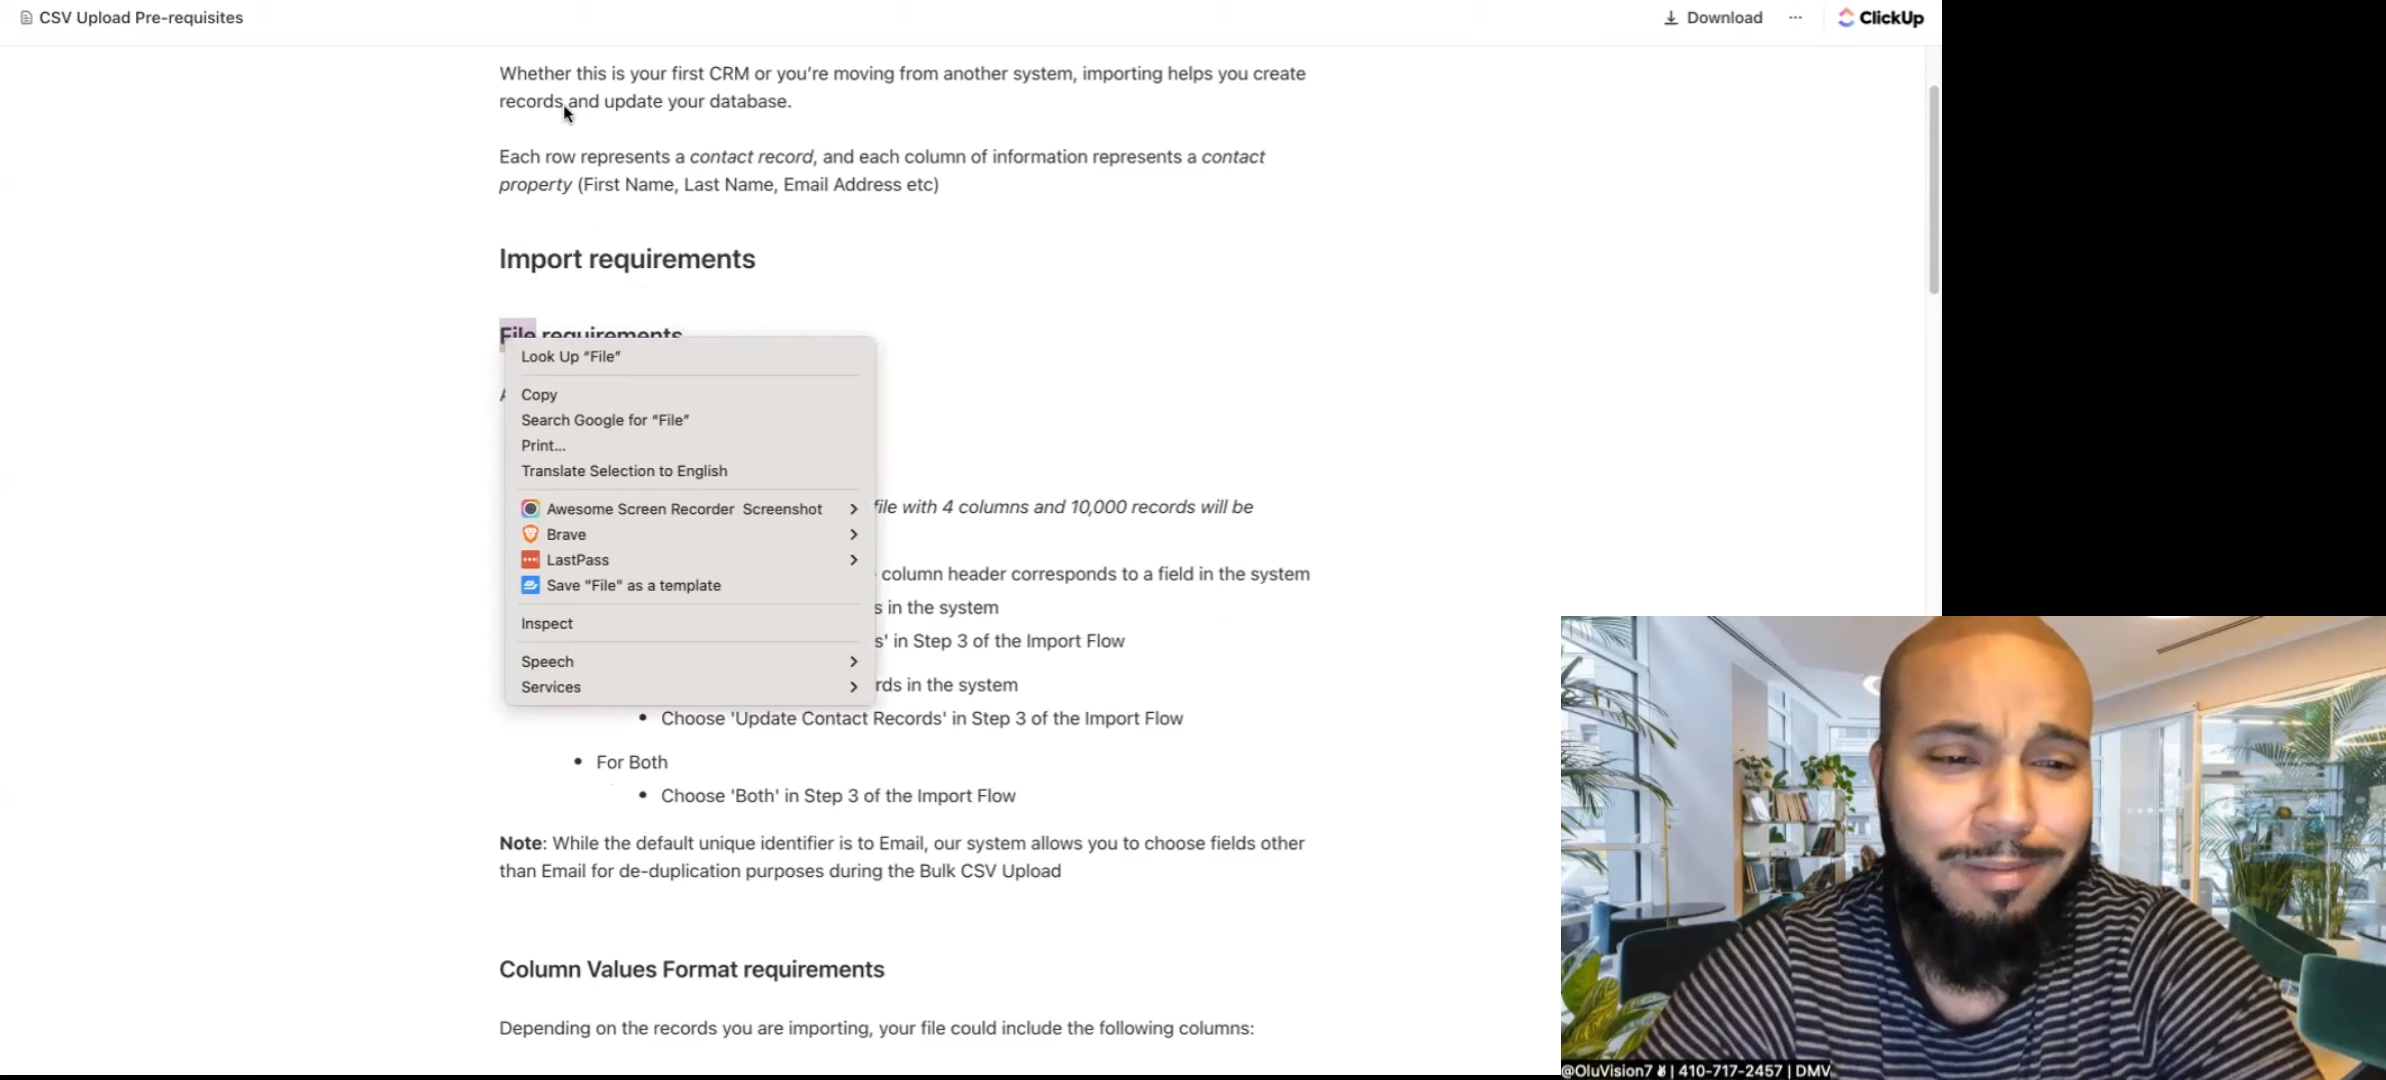 CSV Upload Pre-requisites
Download
ClickUp
Whether this is your first CRM or you’re moving from another system, importing helps you create
records and update your database.
Each row represents a contact record, and each column of information represents a contact
property (First Name, Last Name, Email Address etc)
Import requirements
File requirements
Look Up “File”
Copy
Search Google for “File”
Print...
Translate Selection to English
Awesome Screen Recorder Screenshot
Brave
LastPass
Save "File" as a template
Inspect
Speech
Services
file with 4 columns and 10,000 records will be
column header corresponds to a field in the system
s in the system
s' in Step 3 of the Import Flow
rds in the system
Choose 'Update Contact Records' in Step 3 of the Import Flow
For Both
Choose 'Both' in Step 3 of the Import Flow
Note: While the default unique identifier is to Email, our system allows you to choose fields other
than Email for de-duplication purposes during the Bulk CSV Upload
Column Values Format requirements
Depending on the records you are importing, your file could include the following columns:
@OluVision7 | 410-717-2457 | DMV